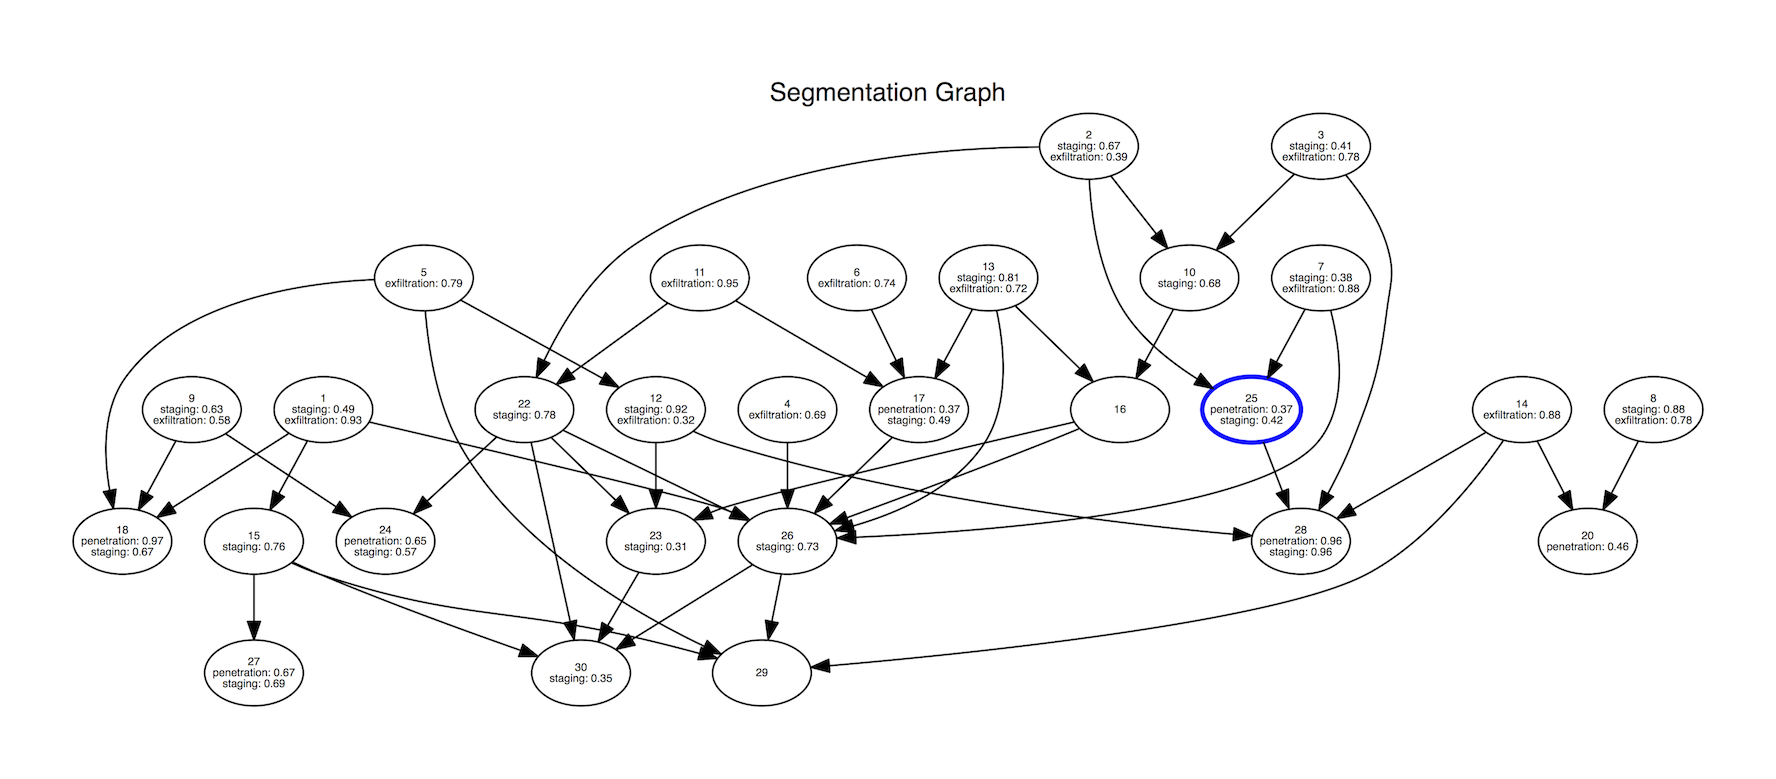 Segmentation Graph
2
staging: 0.67
exfiltration: 0.39
3
staging: 0.41
exfiltration: 0.78
5
exfiltration: 0.79
11
exfiltration: 0.95
6
exfiltration: 0.74
13
staging: 0.81
exfiltration: 0.72
10
staging: 0.68
7
staging: 0.38
exfiltration: 0.88
9
staging: 0.63
exfiltration: 0.58
1
staging: 0.49
exfiltration: 0.93
22
staging: 0.78
12
staging: 0.92
exfiltration: 0.32
4
exfiltration: 0.69
17
penetration: 0.37
staging: 0.49
16
25
penetration: 0.37
staging: 0.42
14
exfiltration: 0.88
8
staging: 0.88
exfiltration: 0.78
18
penetration: 0.97
staging: 0.67
15
staging: 0.76
24
penetration: 0.65
staging: 0.57
23
staging: 0.31
26
staging: 0.73
28
penetration: 0.96
staging: 0.96
20
penetration: 0.46
27
penetration: 0.67
staging: 0.69
30
staging: 0.35
29